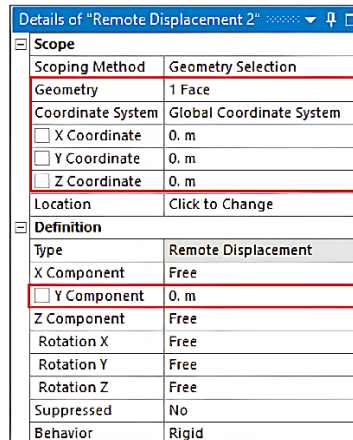 Details of "Remote Displacement 2"
Scope
Scoping Method Geometry Selection
Geometry 1 Face
Coordinate System Global Coordinate System
X Coordinate 0. m
Y Coordinate 0. m
Z Coordinate 0. m
Location Click to Change
Definition
Type Remote Displacement
X Component Free
Y Component 0. m
Z Component Free
Rotation X Free
Rotation Y Free
Rotation Z Free
Suppressed No
Behavior Rigid